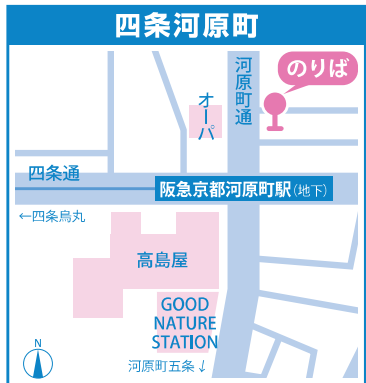 四条河原町
のりば
河原町通
オーパ
四条通
阪急京都河原町駅(地下)
←四条烏丸
高島屋
GOOD
NATURE
STATION
河原町五条↓
N